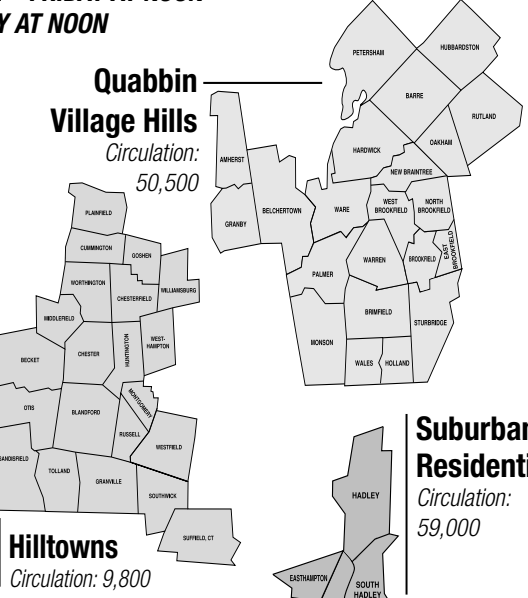 Y AT NOON
Quabbin
Village Hills
Circulation:
50,500
PETERSHAM
HUBBARDSTON
BARRE
RUTLAND
OAKHAM
HARDWICK
NEW BRAINTREE
AMHERST
BELCHERTOWN
GRANBY
WARE
WEST
BROOKFIELD
NORTH
BROOKFIELD
EAST
BROOKFIELD
BROOKFIELD
WARREN
PALMER
BRIMFIELD
STURBRIDGE
MONSON
WALES
HOLLAND
PLAINFIELD
CUMMINGTON
GOSHEN
WORTHINGTON
CHESTERFIELD
WILLIAMSBURG
MIDDLEFIELD
HUNTINGTON
WEST-
HAMPTON
BECKET
CHESTER
MONTGOMERY
OTIS
BLANDFORD
RUSSELL
WESTFIELD
SANDISFIELD
TOLLAND
GRANVILLE
SOUTHWICK
SUFFIELD, CT
Hilltowns
Circulation: 9,800
Suburban
Residenti
Circulation:
59,000
HADLEY
EASTHAMPTON
SOUTH
HADLEY